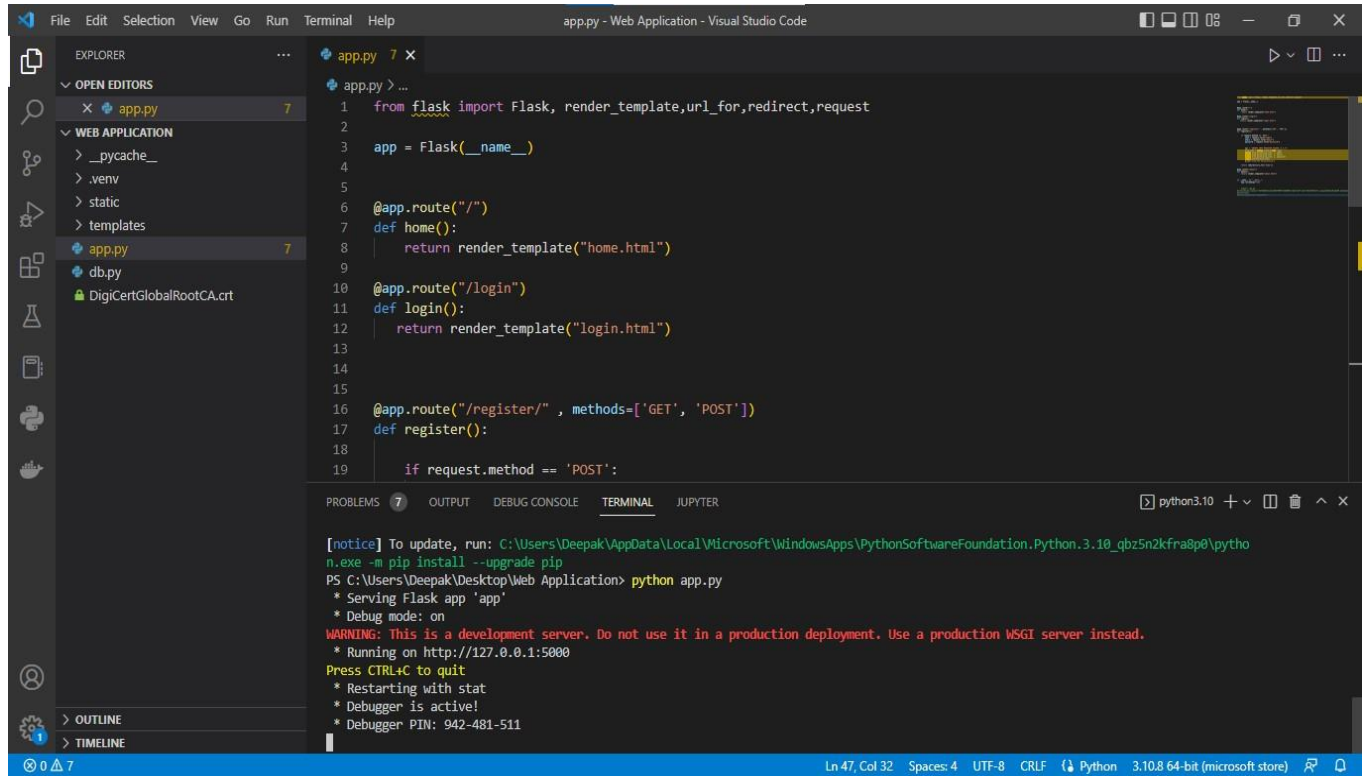 File Edit Selection View Go Run Terminal Help
app.py - Web Application - Visual Studio Code
EXPLORER
OPEN EDITORS
app.py 7
WEB APPLICATION
__pycache__
.venv
static
templates
app.py 7
db.py
DigiCertGlobalRootCA.crt
OUTLINE
TIMELINE
app.py 7
app.py > ...
1 from flask import Flask, render_template,url_for,redirect,request
2
3 app = Flask(__name__)
4
5
6 @app.route("/")
7 def home():
8 return render_template("home.html")
9
10 @app.route("/login")
11 def login():
12 return render_template("login.html")
13
14
15
16 @app.route("/register/" , methods=['GET', 'POST'])
17 def register():
18
19 if request.method == 'POST':
PROBLEMS 7 OUTPUT DEBUG CONSOLE TERMINAL JUPYTER
python3.10
[notice] To update, run: C:\Users\Deepak\AppData\Local\Microsoft\WindowsApps\PythonSoftwareFoundation.Python.3.10_qbz5n2kfra8p0\pytho
n.exe -m pip install --upgrade pip
PS C:\Users\Deepak\Desktop\Web Application> python app.py
* Serving Flask app 'app'
* Debug mode: on
WARNING: This is a development server. Do not use it in a production deployment. Use a production WSGI server instead.
* Running on http://127.0.0.1:5000
Press CTRL+C to quit
* Restarting with stat
* Debugger is active!
* Debugger PIN: 942-481-511
1
0 7
Ln 47, Col 32 Spaces: 4 UTF-8 CRLF Python 3.10.8 64-bit (microsoft store)